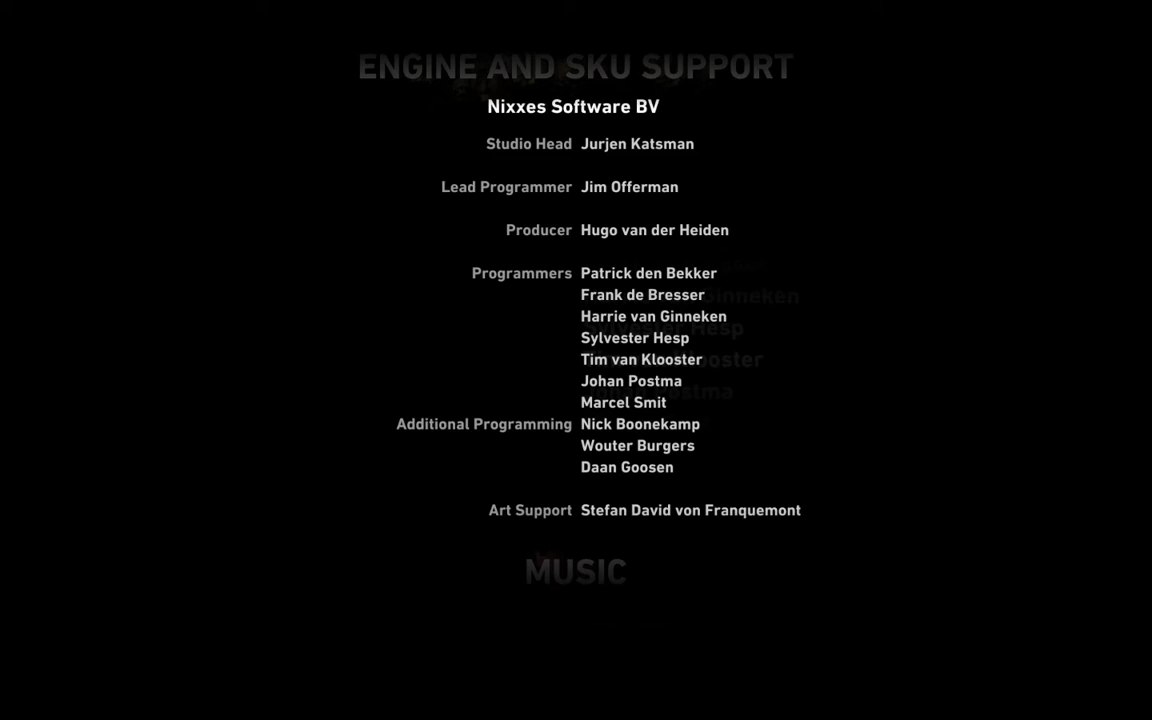 ENGINE AND SKU SUPPORT
Nixxes Software BV
Studio Head Jurjen Katsman
Lead Programmer Jim Offerman
Producer Hugo van der Heiden
Programmers Patrick den Bekker
Frank de Bresser
Harrie van Ginneken
Sylvester Hesp
Tim van Klooster
Johan Postma
Marcel Smit
Additional Programming Nick Boonekamp
Wouter Burgers
Daan Goosen
Art Support Stefan David von Franquemont
MUSIC